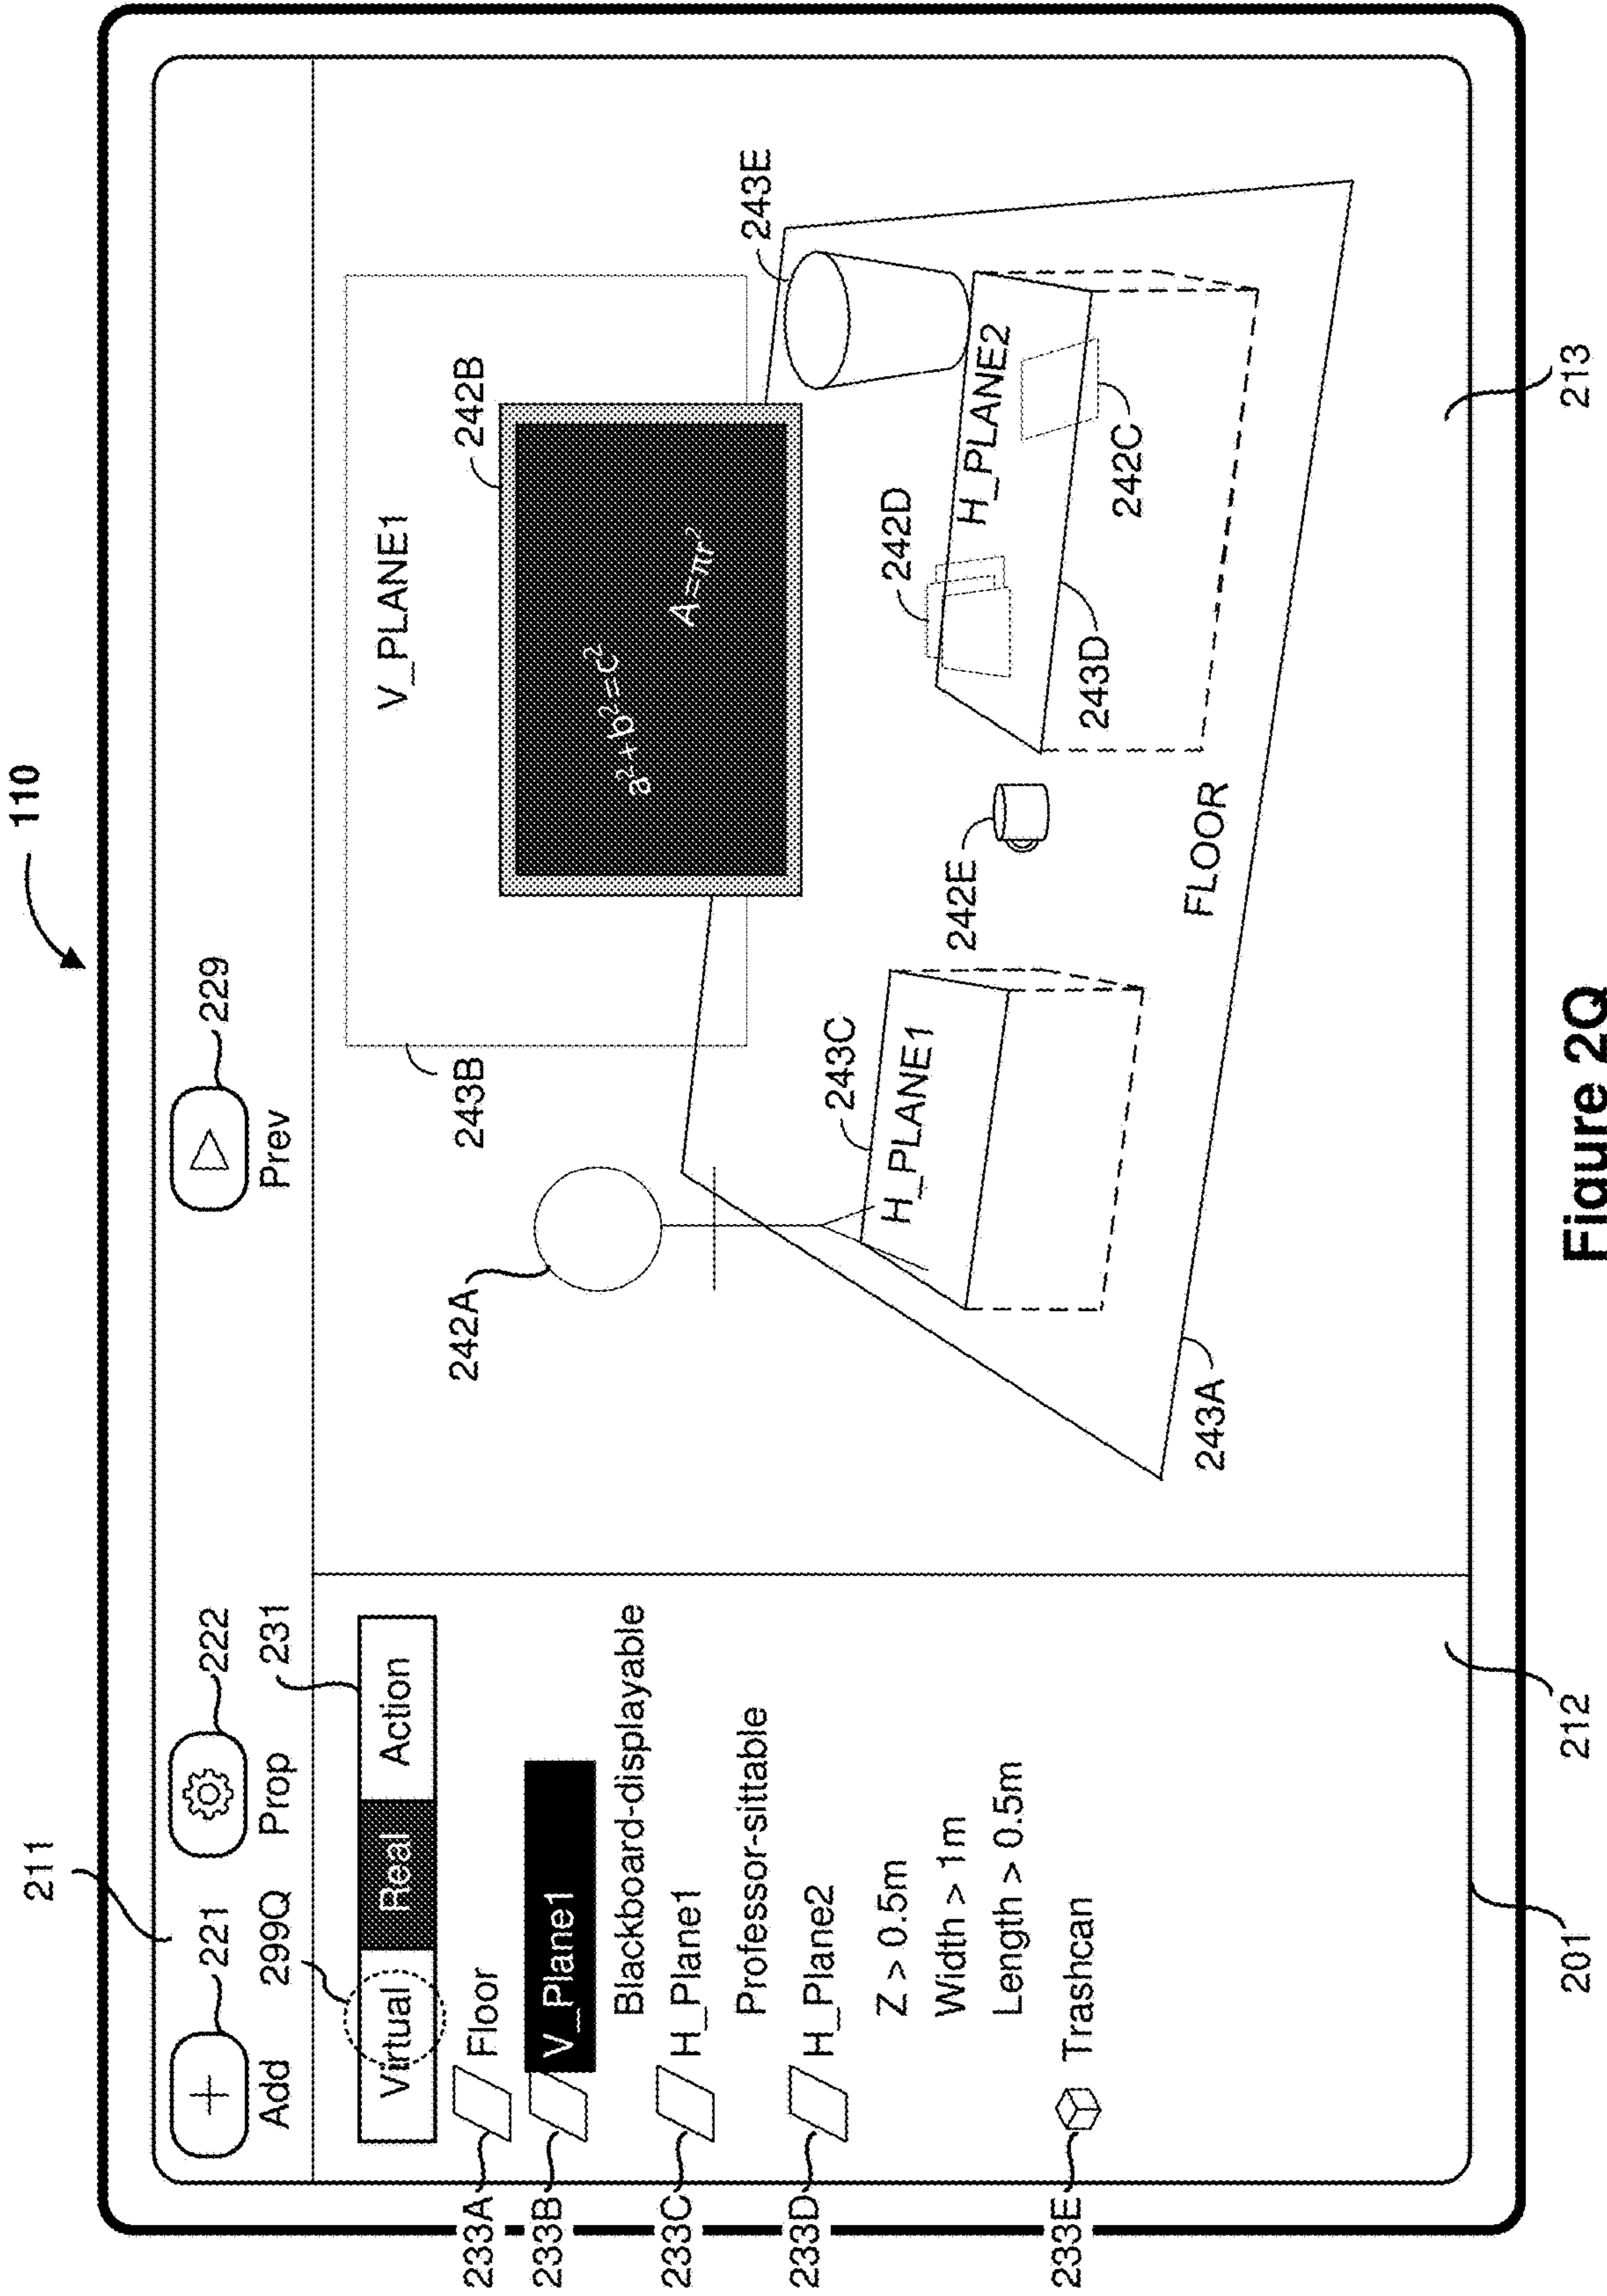 110
211
221
222
229
Add
Prop
Prev
299Q
231
Virtual
Real
Action
233A
Floor
233B
V_Plane1
Blackboard-displayable
233C
H_Plane1
Professor-sittable
233D
H_Plane2
Z > 0.5m
Width > 1m
Length > 0.5m
233E
Trashcan
243B
V_PLANE1
242A
242B
a²+b²=c²
A=πr²
243E
243C
H_PLANE1
242D
H_PLANE2
242E
242C
243D
FLOOR
243A
201
212
213
Figure 2Q